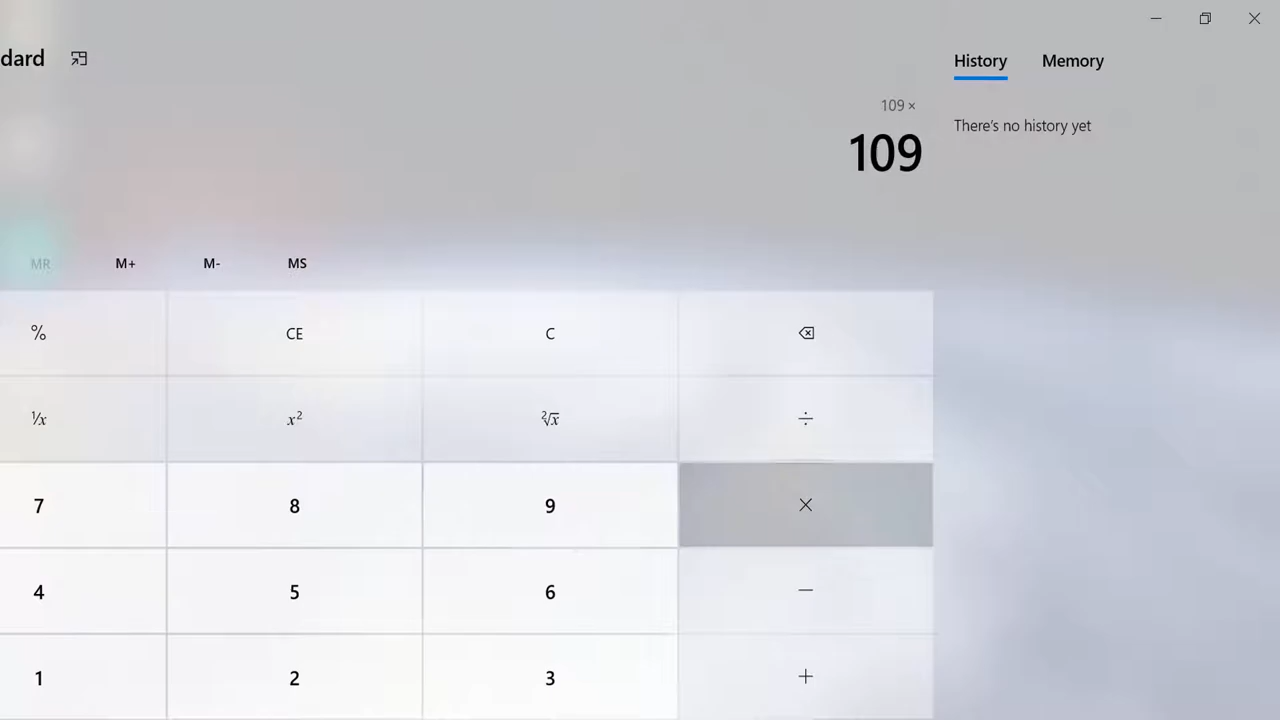 dard
History Memory
109 ×
There's no history yet
109
MR M+ M- MS
% CE C
¹/x x² ²√x ÷
7 8 9 ×
4 5 6 −
1 2 3 +